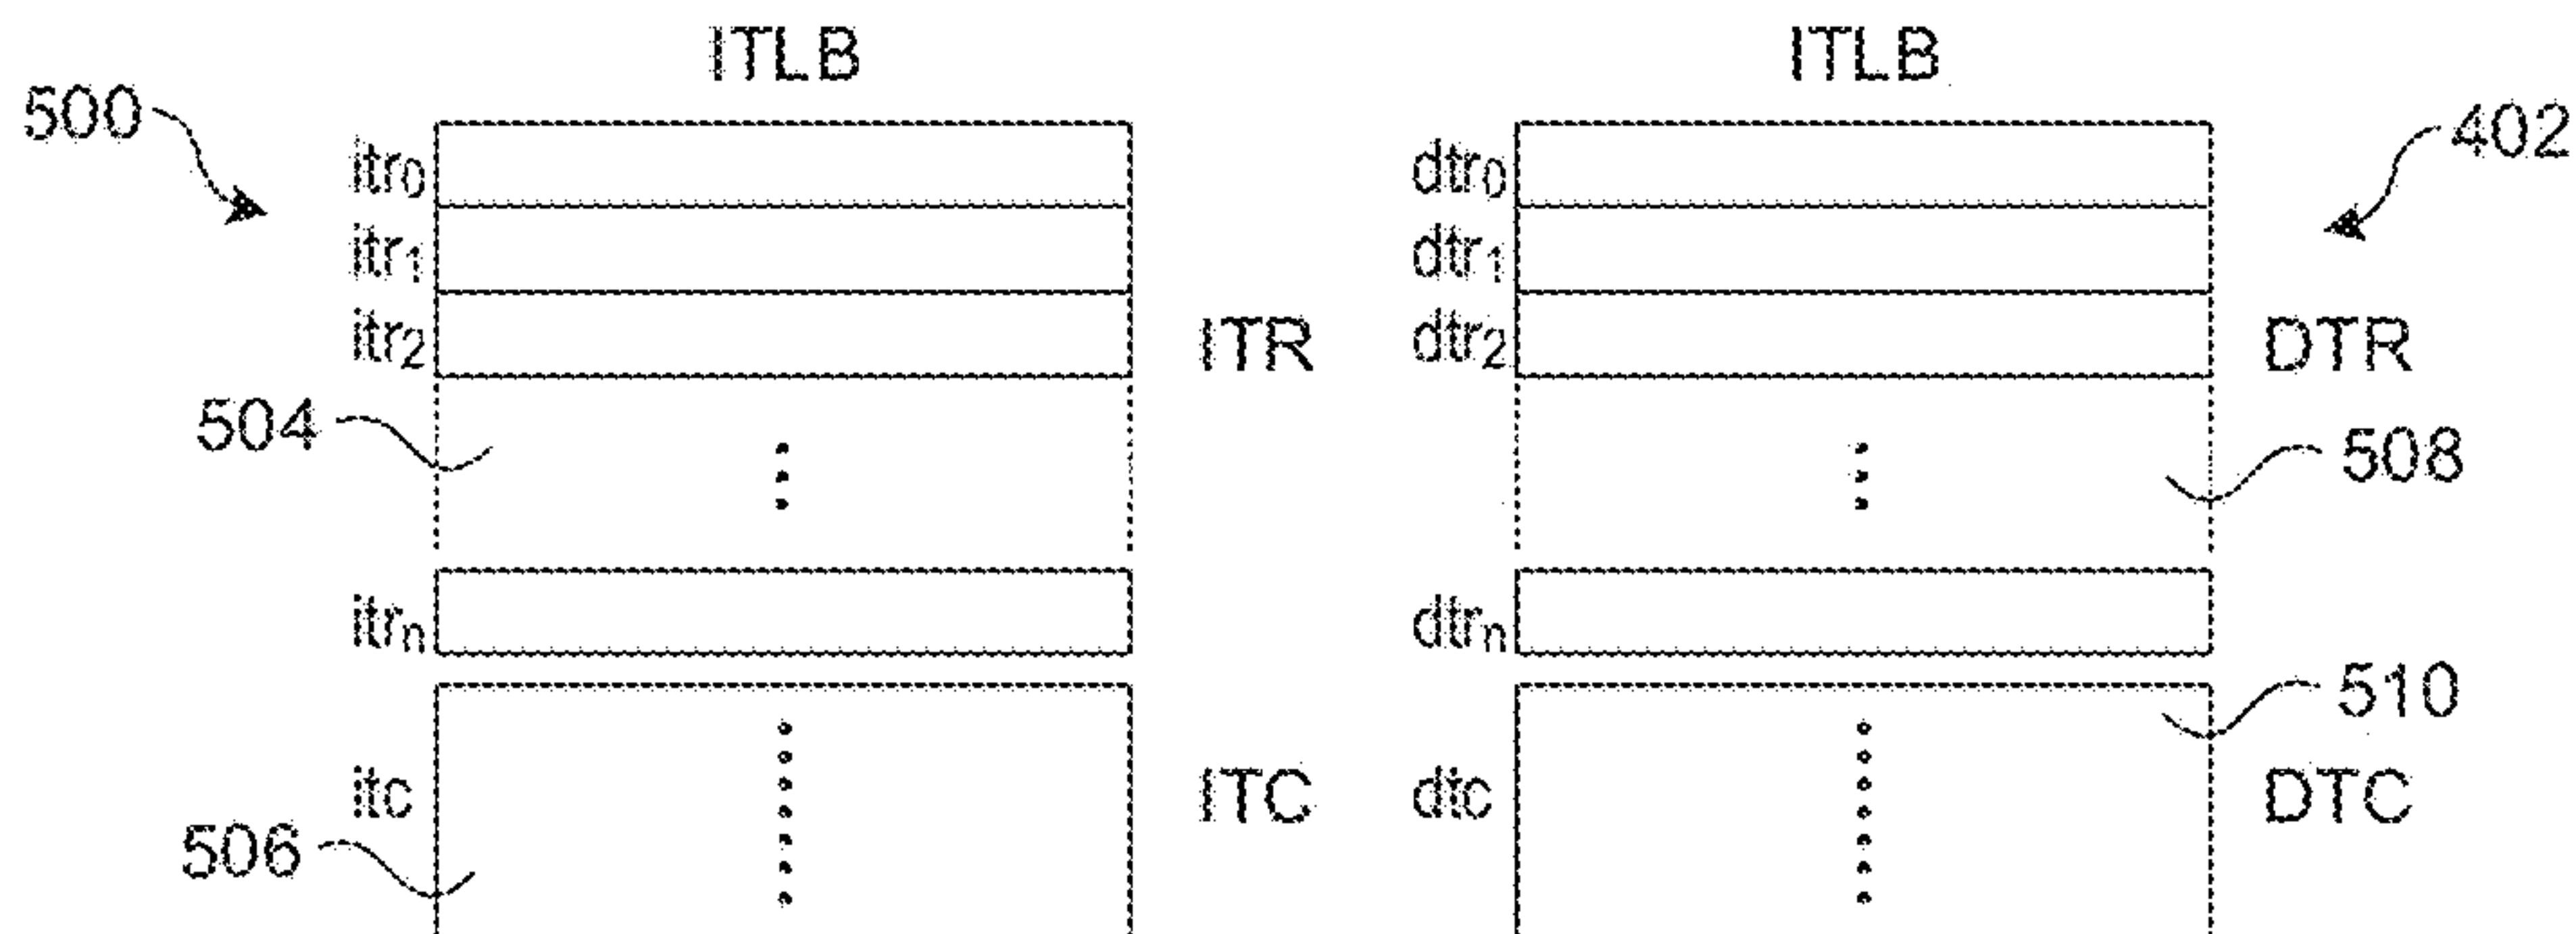 ITLB ITLB
500 402
itr0 dtr0
itr1 dtr1
itr2 ITR dtr2 DTR
504 508
itrn dtrn
510
itc ITC dtc DTC
506